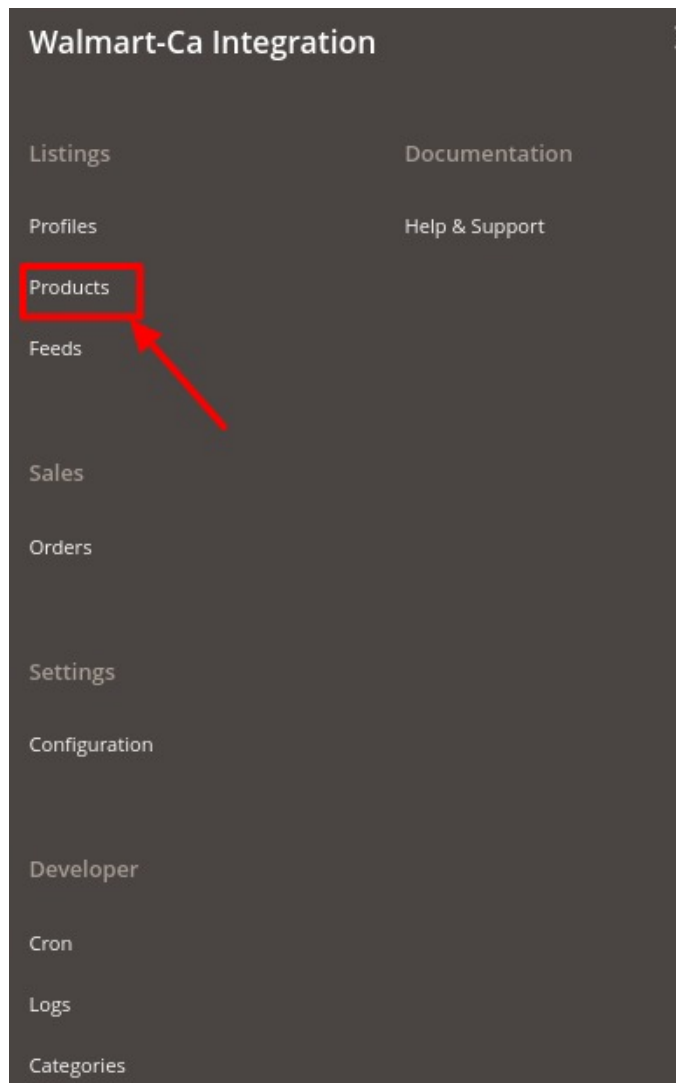 Walmart-Ca Integration
Listings
Profiles
Products
Feeds
Sales
Orders
Settings
Configuration
Developer
Cron
Logs
Categories
Documentation
Help & Support